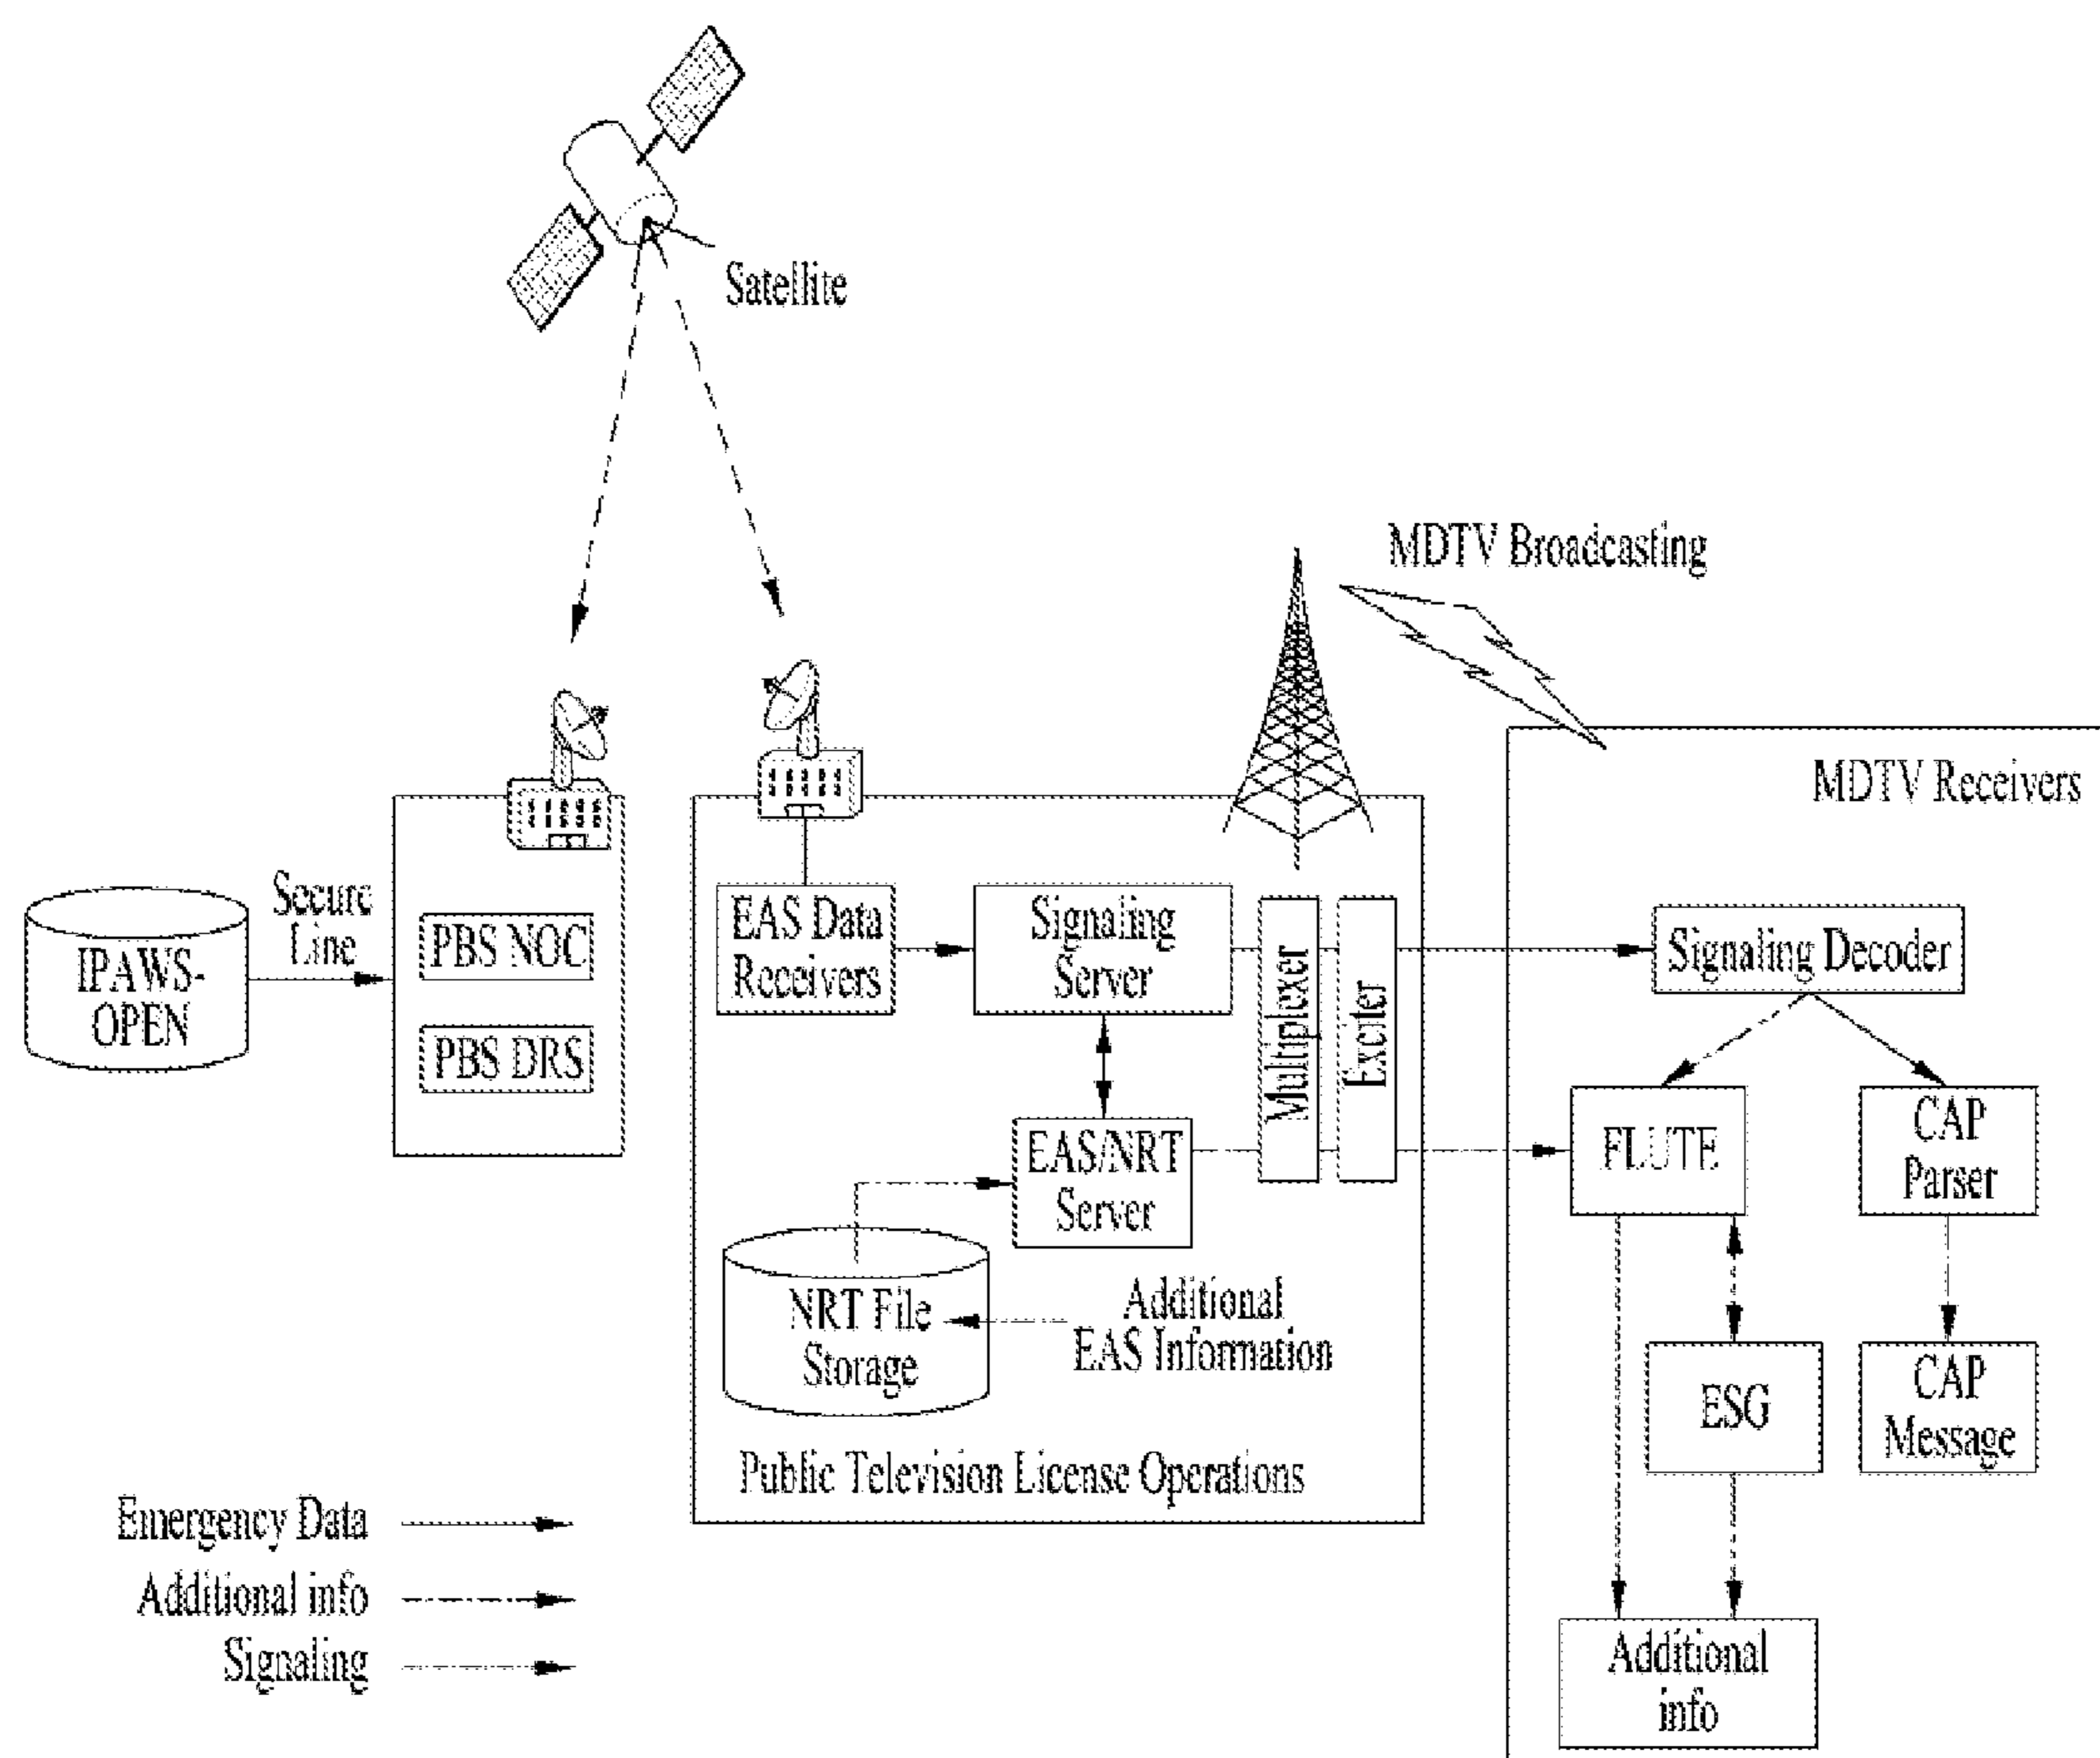 Satellite
MDTV Broadcasting
MDTV Receivers
IPAWS-
OPEN
Secure
Line
PBS NOC
PBS DRS
EAS Data
Receivers
Signaling
Server
Multiplexer
Exciter
EAS/NRT
Server
NRT File
Storage
Additional
EAS Information
Public Television License Operations
Signaling Decoder
FLUTE
CAP
Parser
ESG
CAP
Message
Additional
info
Emergency Data
Additional info
Signaling